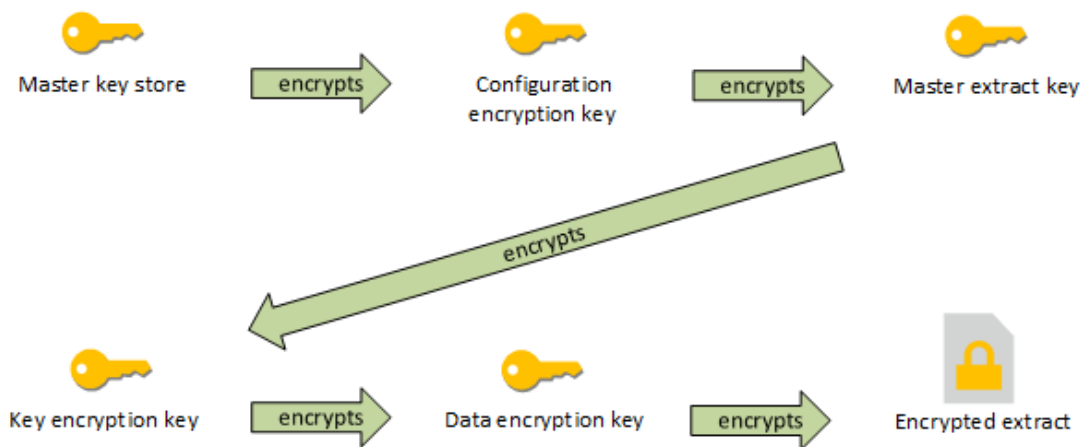 Master key store
encrypts
Configuration
encryption key
encrypts
Master extract key
encrypts
Key encryption key
encrypts
Data encryption key
encrypts
Encrypted extract